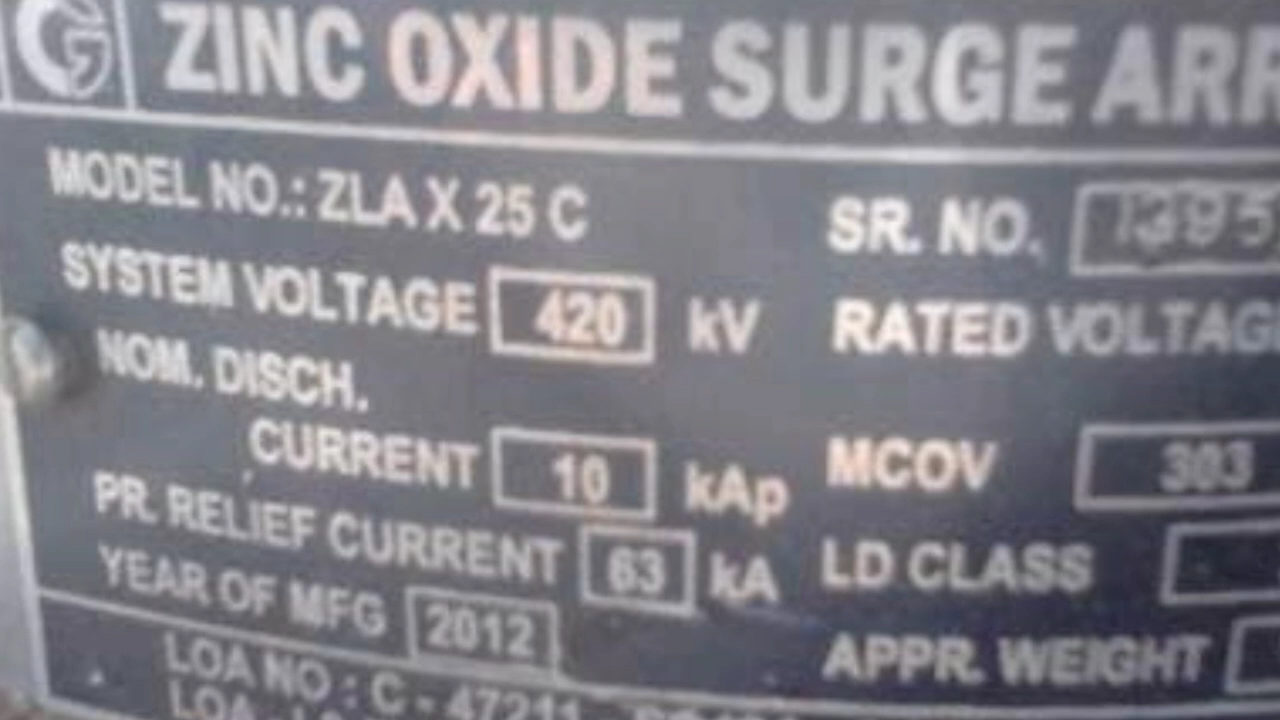 CG ZINC OXIDE SURGE ARR
MODEL NO.: ZLA X 25 C
SR. NO.
SYSTEM VOLTAGE 420 kV
RATED VOLTAG
NOM. DISCH.
CURRENT 10 kAp
MCOV 303
PR. RELIEF CURRENT 63 kA
LD CLASS
YEAR OF MFG 2012
APPR. WEIGHT
LOA NO : C - 47211
LOA